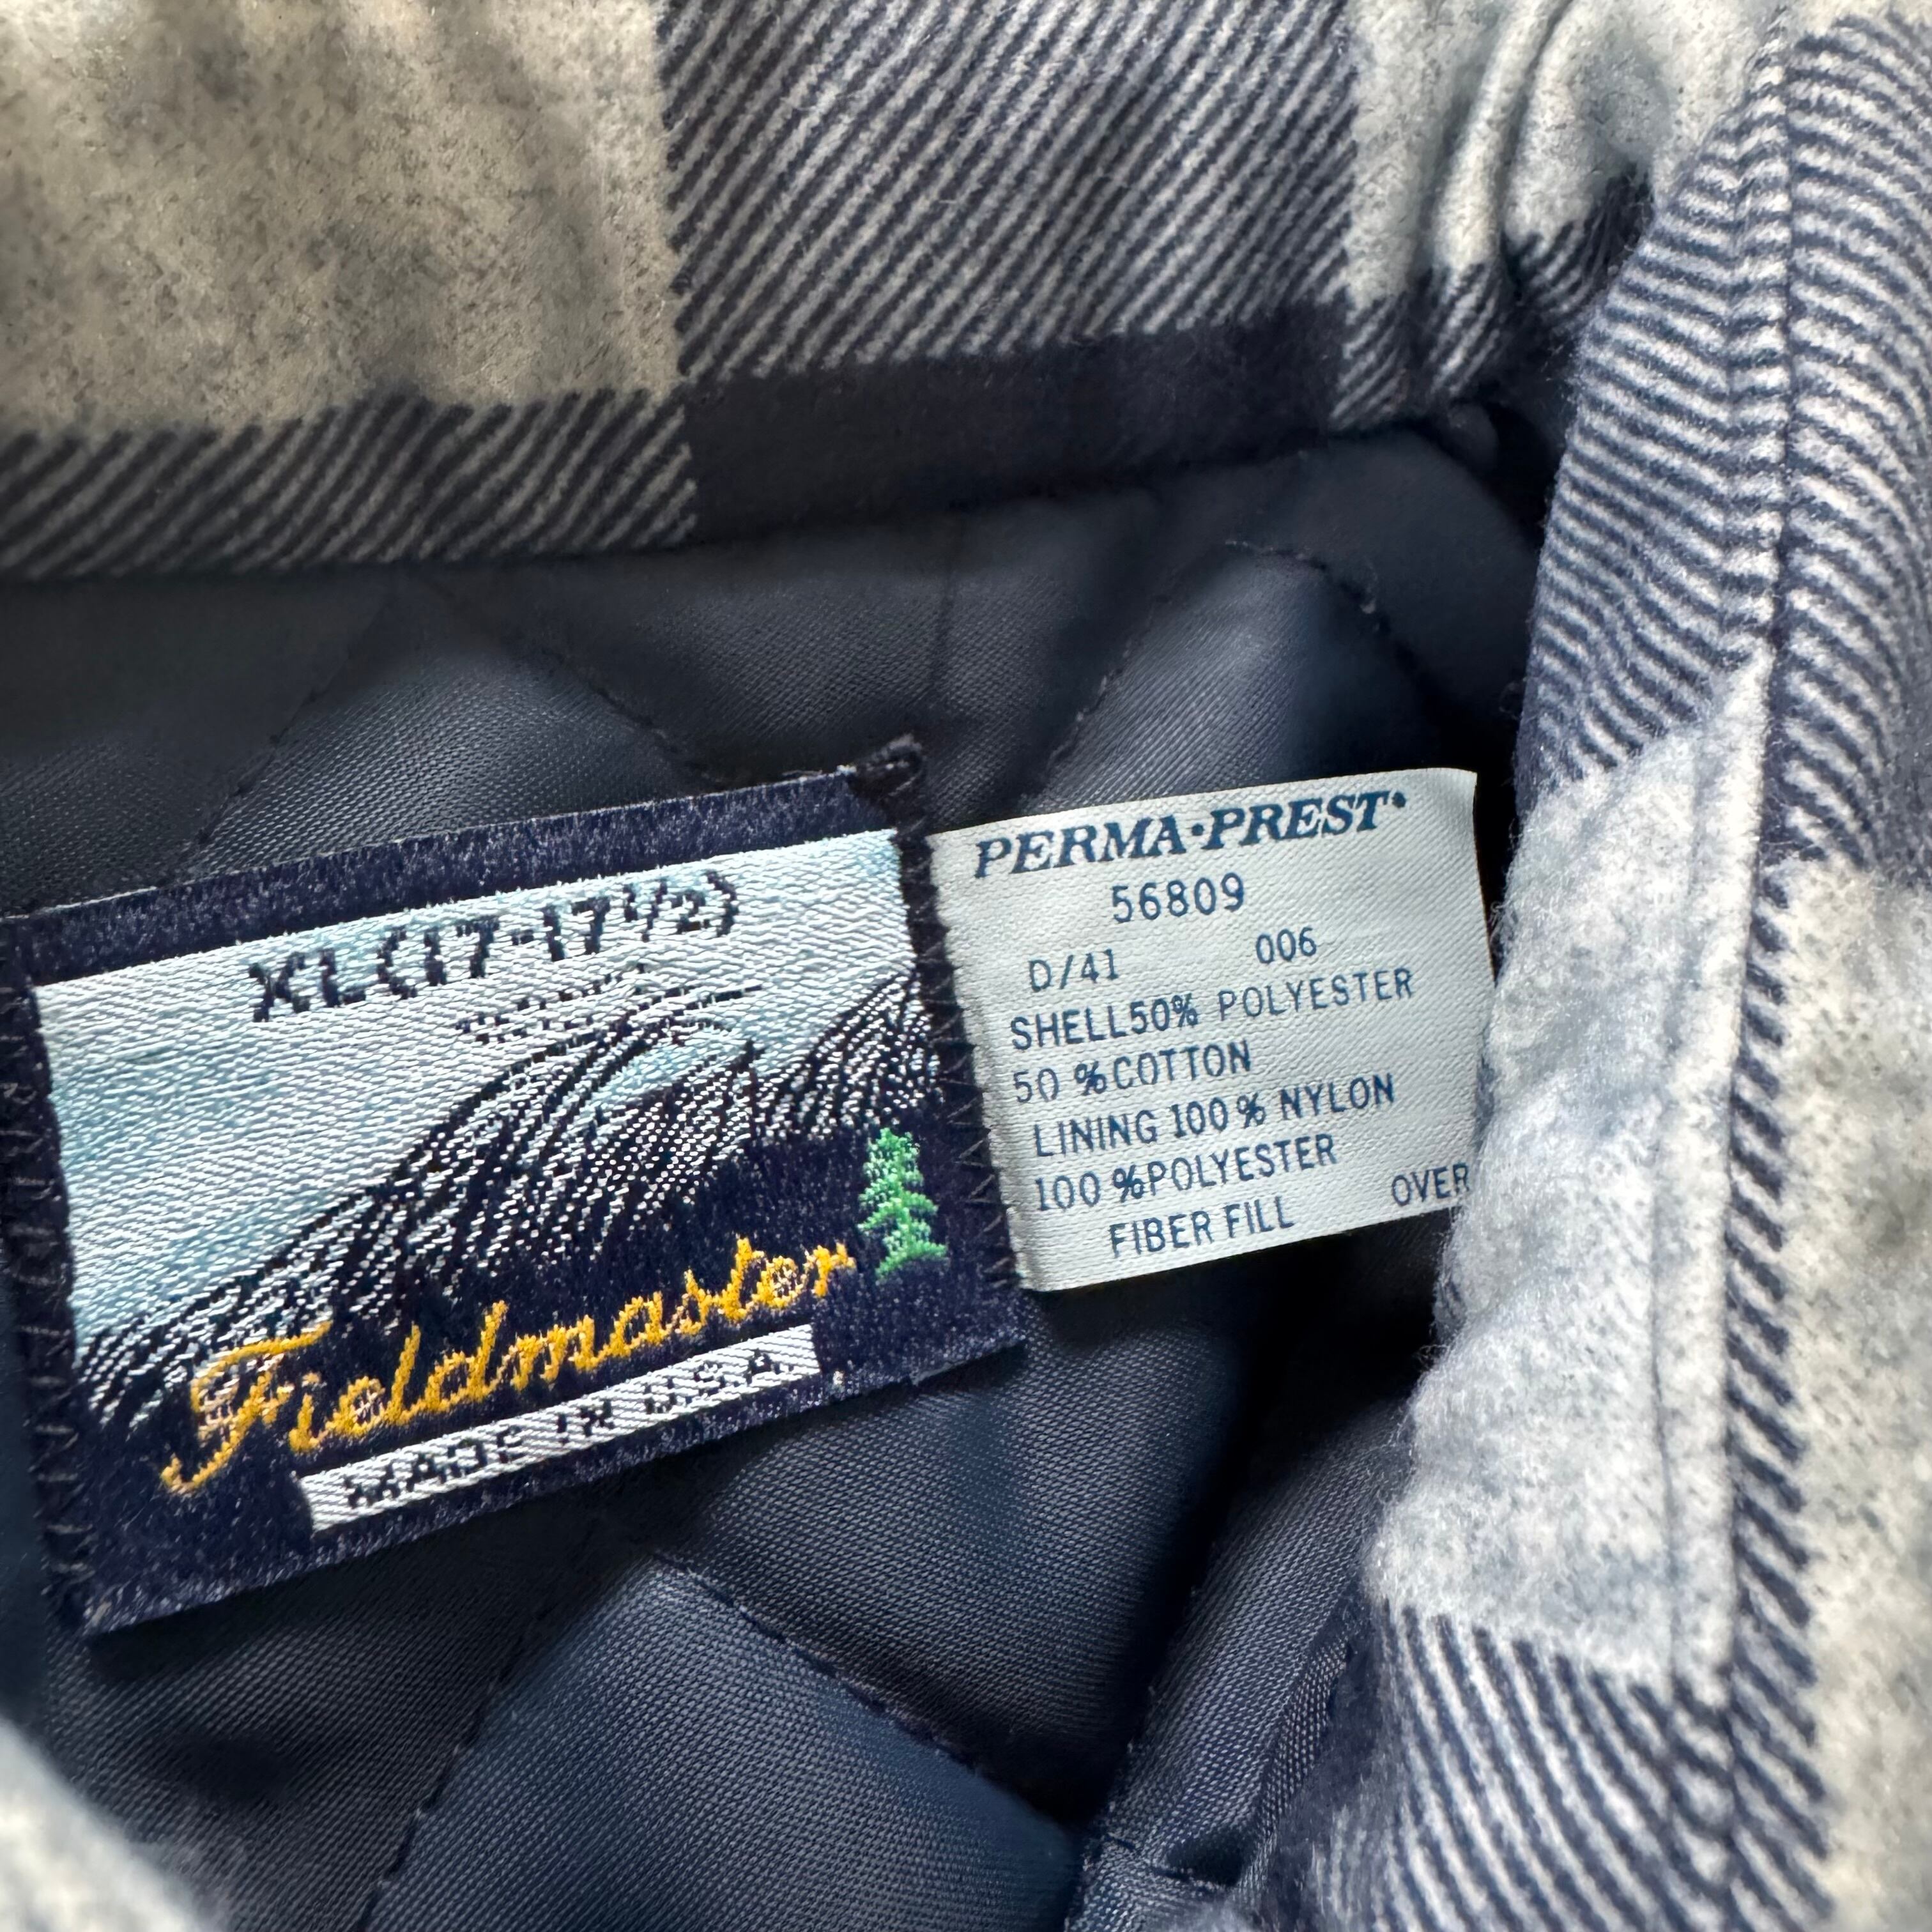 XL(17-17½)
Fieldmaster
MADE IN U.S.A.
PERMA·PREST®
56809
D/41 006
SHELL50% POLYESTER
50 %COTTON
LINING 100% NYLON
100 %POLYESTER
FIBER FILL OVER